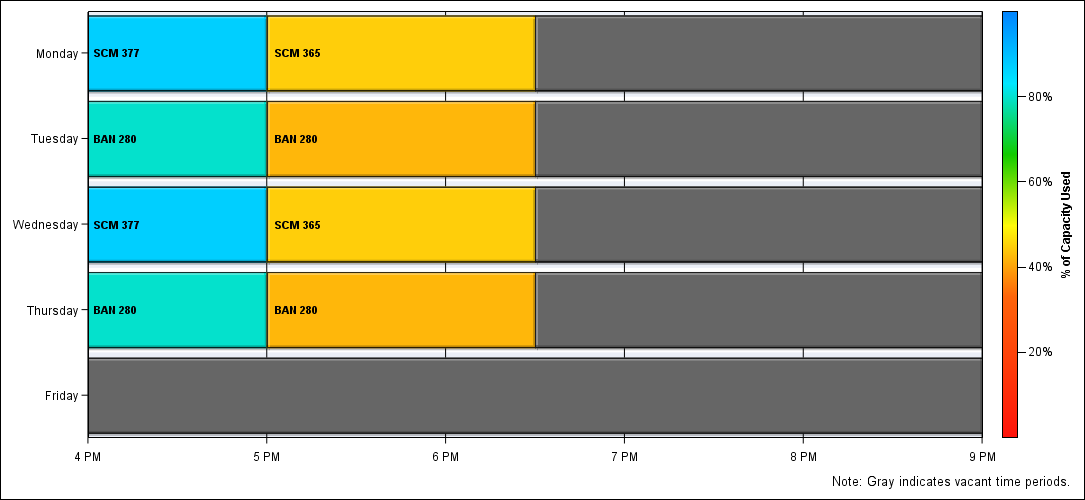 Monday
SCM 377
SCM 365
Tuesday
BAN 280
BAN 280
Wednesday
SCM 377
SCM 365
Thursday
BAN 280
BAN 280
Friday
4 PM
5 PM
6 PM
7 PM
8 PM
9 PM
80%
60%
40%
20%
% of Capacity Used
Note: Gray indicates vacant time periods.